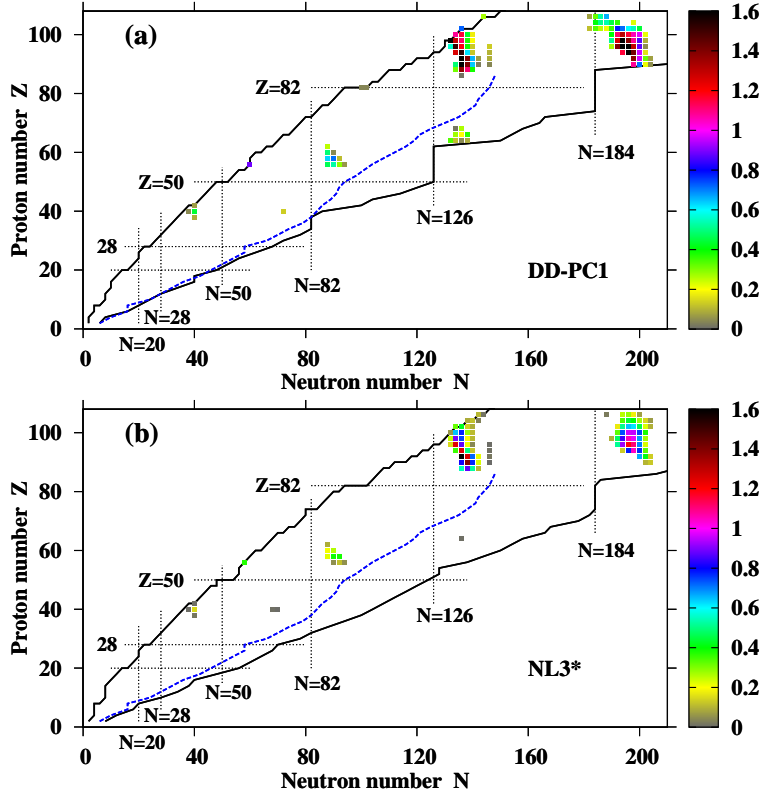 (a)
Proton number Z
100
80
60
40
20
0
Z=82
Z=50
28
N=184
N=126
N=82
N=50
N=28
N=20
DD-PC1
0 40 80 120 160 200
Neutron number N
1.6
1.4
1.2
1
0.8
0.6
0.4
0.2
0
(b)
Proton number Z
100
80
60
40
20
0
Z=82
Z=50
28
N=184
N=126
N=82
N=50
N=28
N=20
NL3*
0 40 80 120 160 200
Neutron number N
1.6
1.4
1.2
1
0.8
0.6
0.4
0.2
0